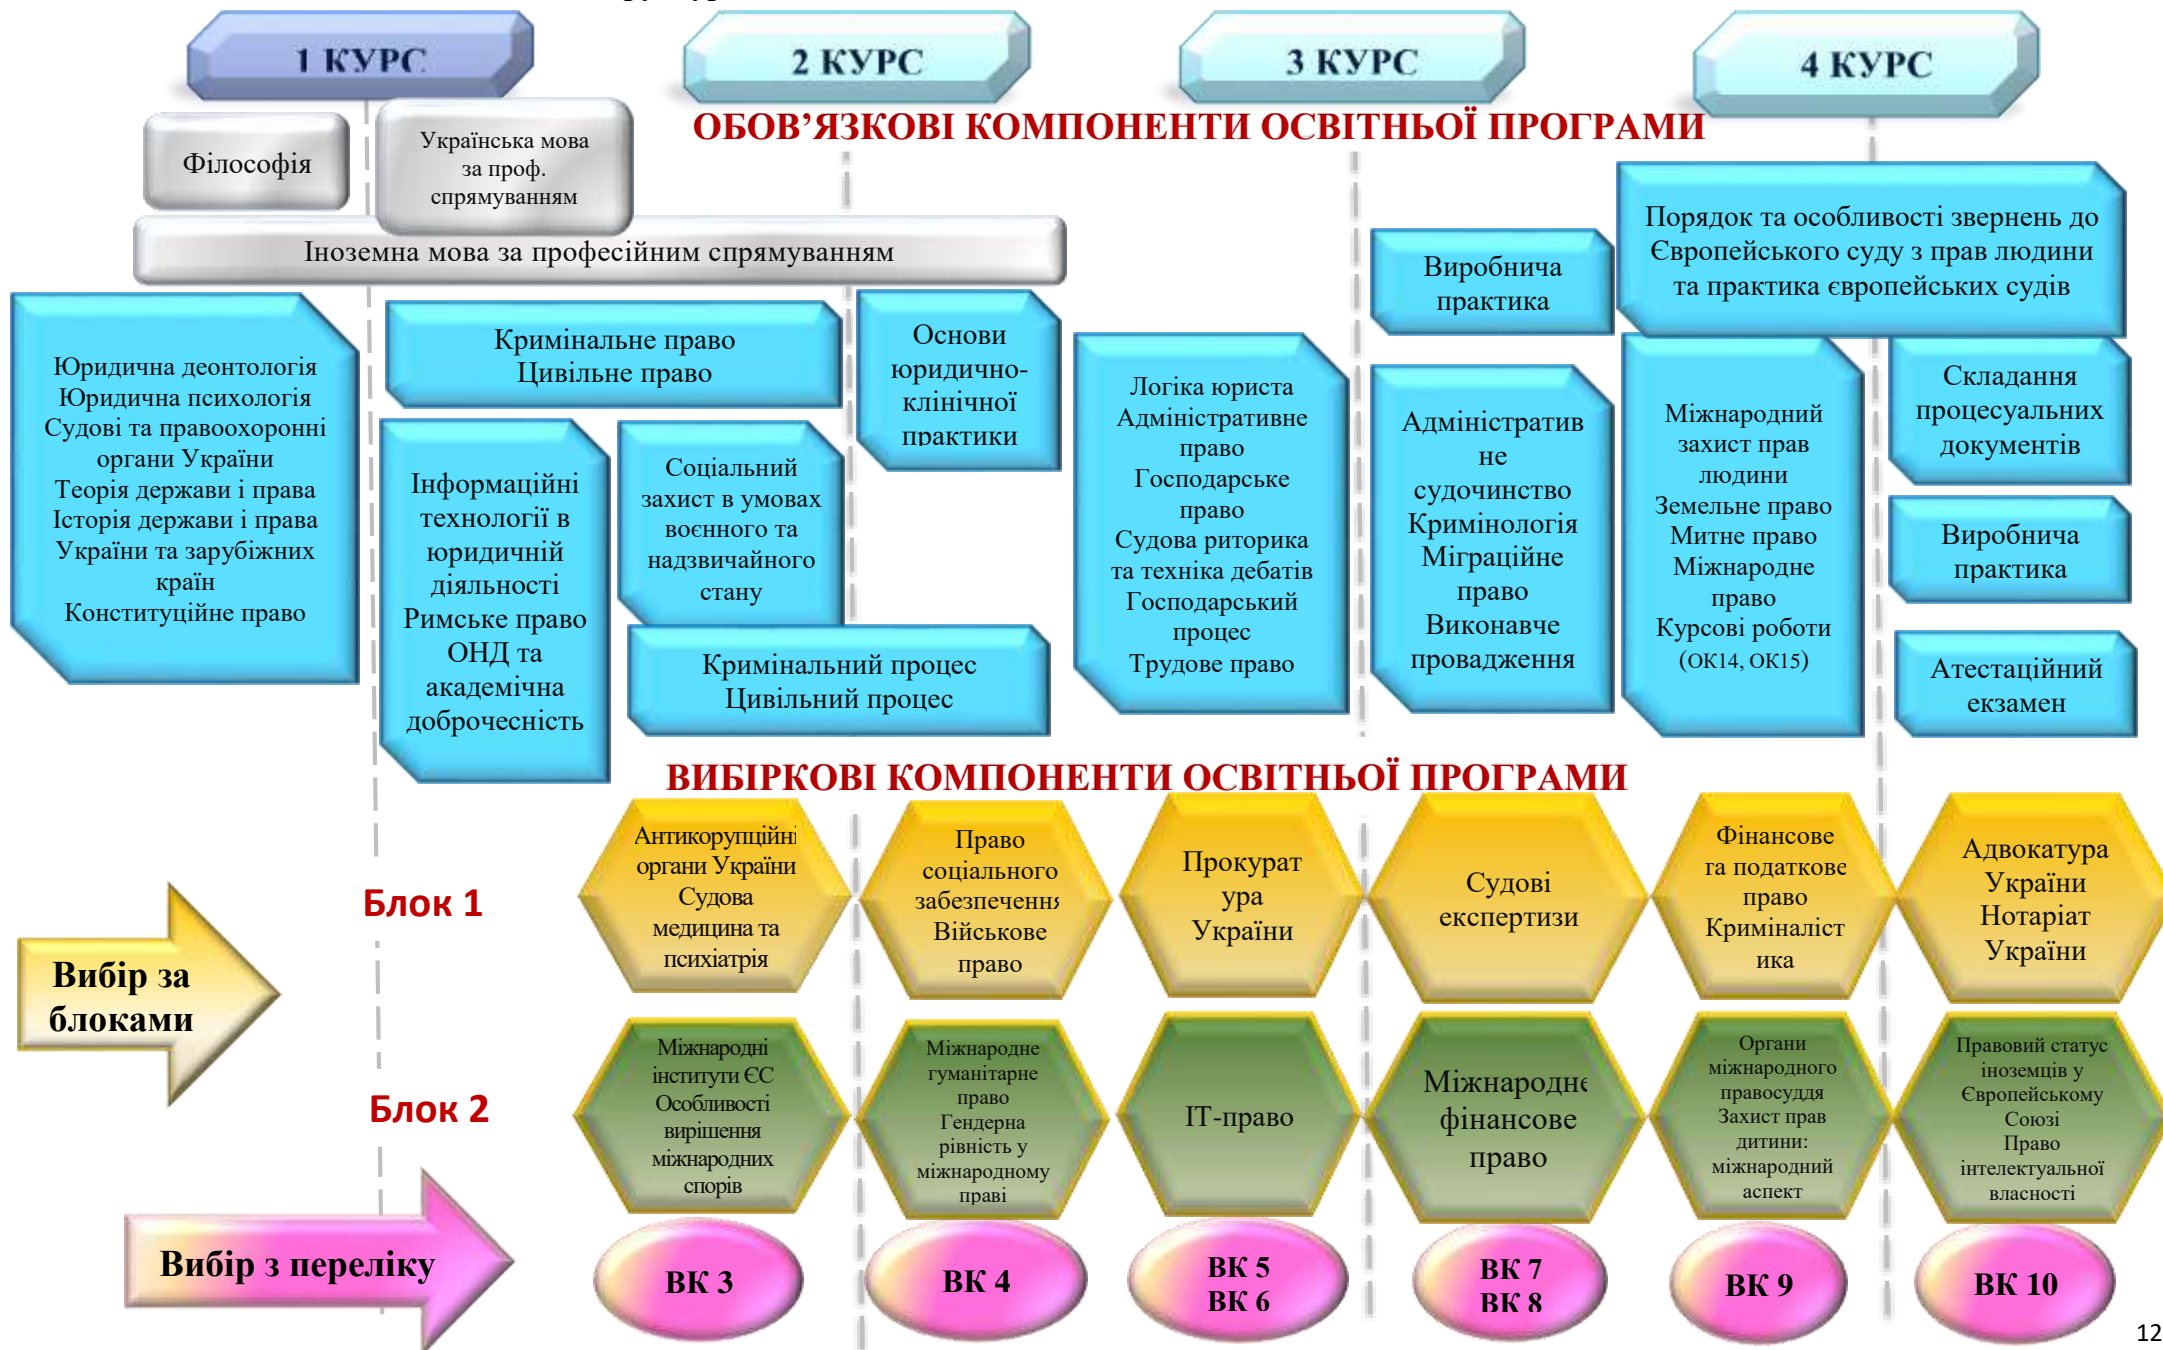 1 КУРС
2 КУРС
3 КУРС
4 КУРС
ОБОВ’ЯЗКОВІ КОМПОНЕНТИ ОСВІТНЬОЇ ПРОГРАМИ
Філософія
Українська мова
за проф.
спрямуванням
Іноземна мова за професійним спрямуванням
Юридична деонтологія
Юридична психологія
Судові та правоохоронні
органи України
Теорія держави і права
Історія держави і права
України та зарубіжних
країн
Конституційне право
Кримінальне право
Цивільне право
Інформаційні
технології в
юридичній
діяльності
Римське право
ОНД та
академічна
доброчесність
Соціальний
захист в умовах
воєнного та
надзвичайного
стану
Основи
юридично-
клінічної
практики
Кримінальний процес
Цивільний процес
Логіка юриста
Адміністративне
право
Господарське
право
Судова риторика
та техніка дебатів
Господарський
процес
Трудове право
Виробнича
практика
Адміністратив
не
судочинство
Кримінологія
Міграційне
право
Виконавче
провадження
Порядок та особливості звернень до
Європейського суду з прав людини
та практика європейських судів
Міжнародний
захист прав
людини
Земельне право
Митне право
Міжнародне
право
Курсові роботи
(ОК14, ОК15)
Складання
процесуальних
документів
Виробнича
практика
Атестаційний
екзамен
ВИБІРКОВІ КОМПОНЕНТИ ОСВІТНЬОЇ ПРОГРАМИ
Вибір за
блоками
Блок 1
Антикорупційні
органи України
Судова
медицина та
психіатрія
Право
соціального
забезпечення
Військове
право
Прокурат
ура
України
Судові
експертизи
Фінансове
та податкове
право
Криміналіст
ика
Адвокатура
України
Нотаріат
України
Блок 2
Міжнародні
інститути ЄС
Особливості
вирішення
міжнародних
спорів
Міжнародне
гуманітарне
право
Гендерна
рівність у
міжнародному
праві
ІТ-право
Міжнародне
фінансове
право
Органи
міжнародного
правосуддя
Захист прав
дитини:
міжнародний
аспект
Правовий статус
іноземців у
Європейському
Союзі
Право
інтелектуальної
власності
Вибір з переліку
ВК 3
ВК 4
ВК 5
ВК 6
ВК 7
ВК 8
ВК 9
ВК 10
12